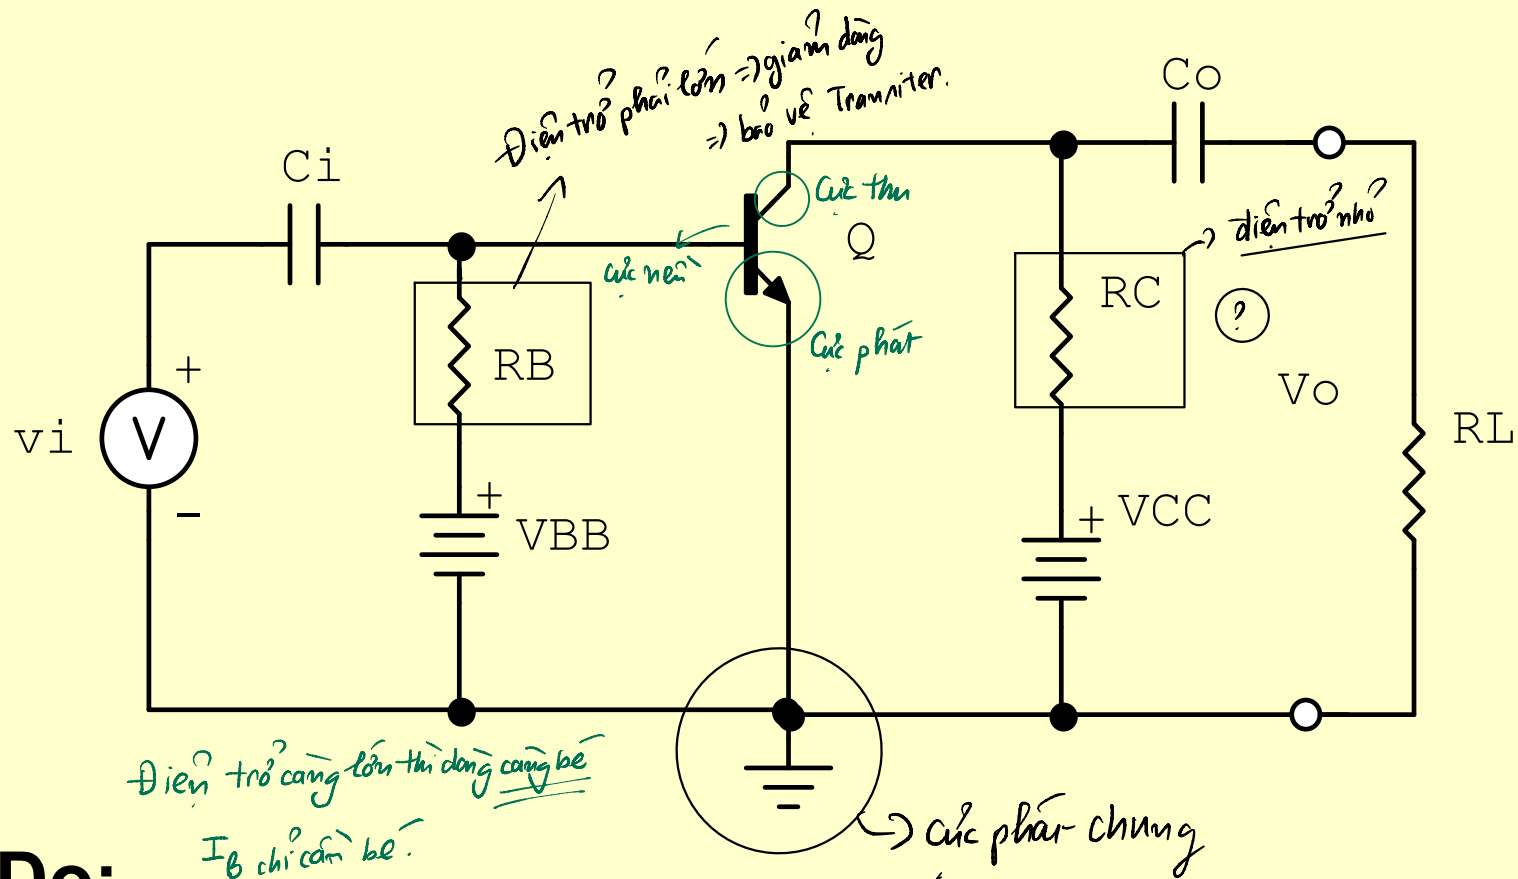 Điện trở phải lớn => giảm dòng
=> bảo vệ Transiter.
Co
Ci
Cực thu
Q
điện trở nhỏ
cực nền
RC
?
RB
Cực phát
Vo
+
vi
V
RL
-
+
VBB
+
VCC
Điện trở càng lớn thì dòng càng bé
IB chỉ cần bé.
-> Cực phát chung